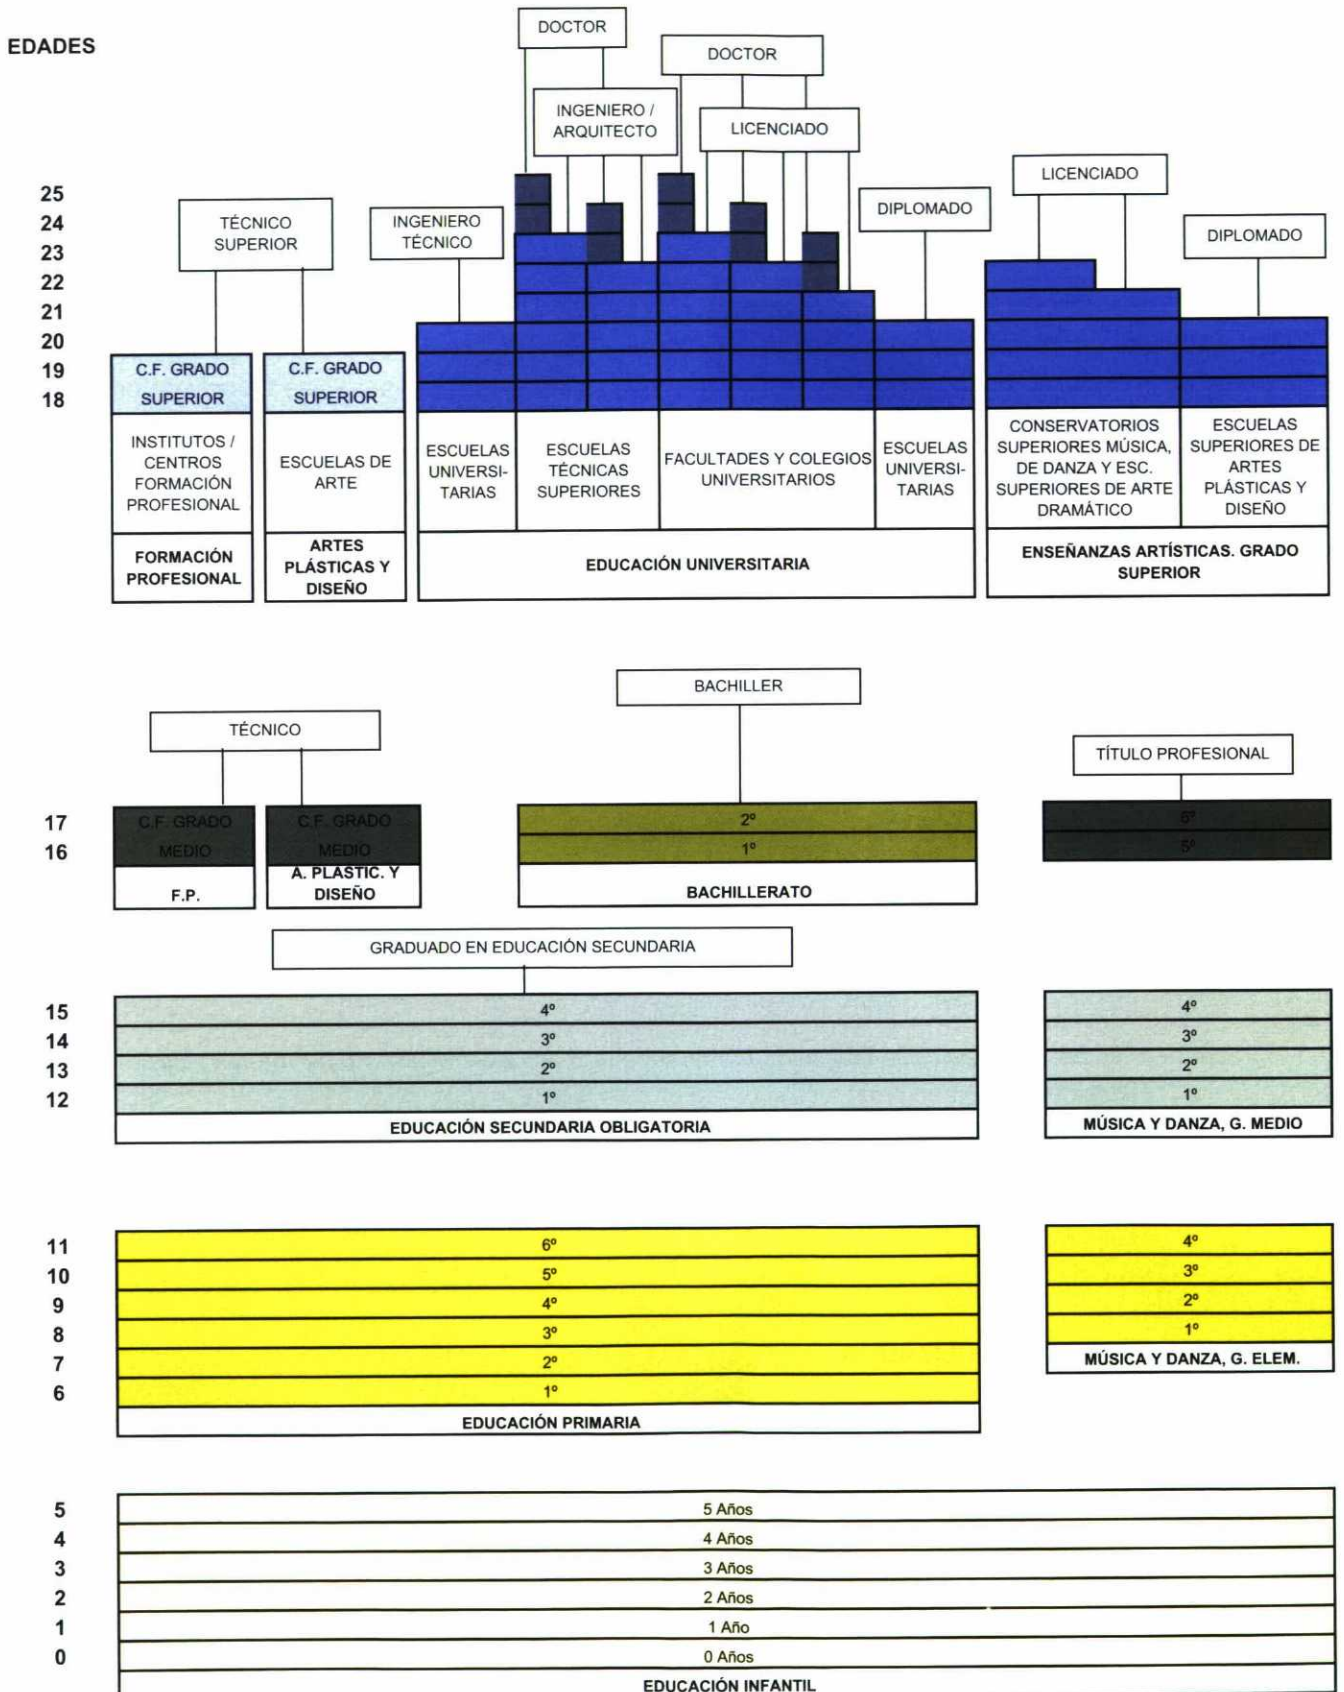 EDADES
DOCTOR
DOCTOR
INGENIERO /
ARQUITECTO
LICENCIADO
LICENCIADO
TÉCNICO
SUPERIOR
INGENIERO
TÉCNICO
DIPLOMADO
DIPLOMADO
25
24
23
22
21
20
19
18
C.F. GRADO
SUPERIOR
C.F. GRADO
SUPERIOR
INSTITUTOS /
CENTROS
FORMACIÓN
PROFESIONAL
ESCUELAS DE
ARTE
ESCUELAS
UNIVERSI-
TARIAS
ESCUELAS
TÉCNICAS
SUPERIORES
FACULTADES Y COLEGIOS
UNIVERSITARIOS
ESCUELAS
UNIVERSI-
TARIAS
CONSERVATORIOS
SUPERIORES MÚSICA,
DE DANZA Y ESC.
SUPERIORES DE ARTE
DRAMÁTICO
ESCUELAS
SUPERIORES DE
ARTES
PLÁSTICAS Y
DISEÑO
FORMACIÓN
PROFESIONAL
ARTES
PLÁSTICAS Y
DISEÑO
EDUCACIÓN UNIVERSITARIA
ENSEÑANZAS ARTÍSTICAS. GRADO
SUPERIOR
BACHILLER
TÉCNICO
TÍTULO PROFESIONAL
17
16
C.F. GRADO
MEDIO
C.F. GRADO
MEDIO
2º
1º
6º
5º
F.P.
A. PLASTIC. Y
DISEÑO
BACHILLERATO
GRADUADO EN EDUCACIÓN SECUNDARIA
15
14
13
12
4º
3º
2º
1º
EDUCACIÓN SECUNDARIA OBLIGATORIA
4º
3º
2º
1º
MÚSICA Y DANZA, G. MEDIO
11
10
9
8
7
6
6º
5º
4º
3º
2º
1º
EDUCACIÓN PRIMARIA
4º
3º
2º
1º
MÚSICA Y DANZA, G. ELEM.
5
4
3
2
1
0
5 Años
4 Años
3 Años
2 Años
1 Año
0 Años
EDUCACIÓN INFANTIL